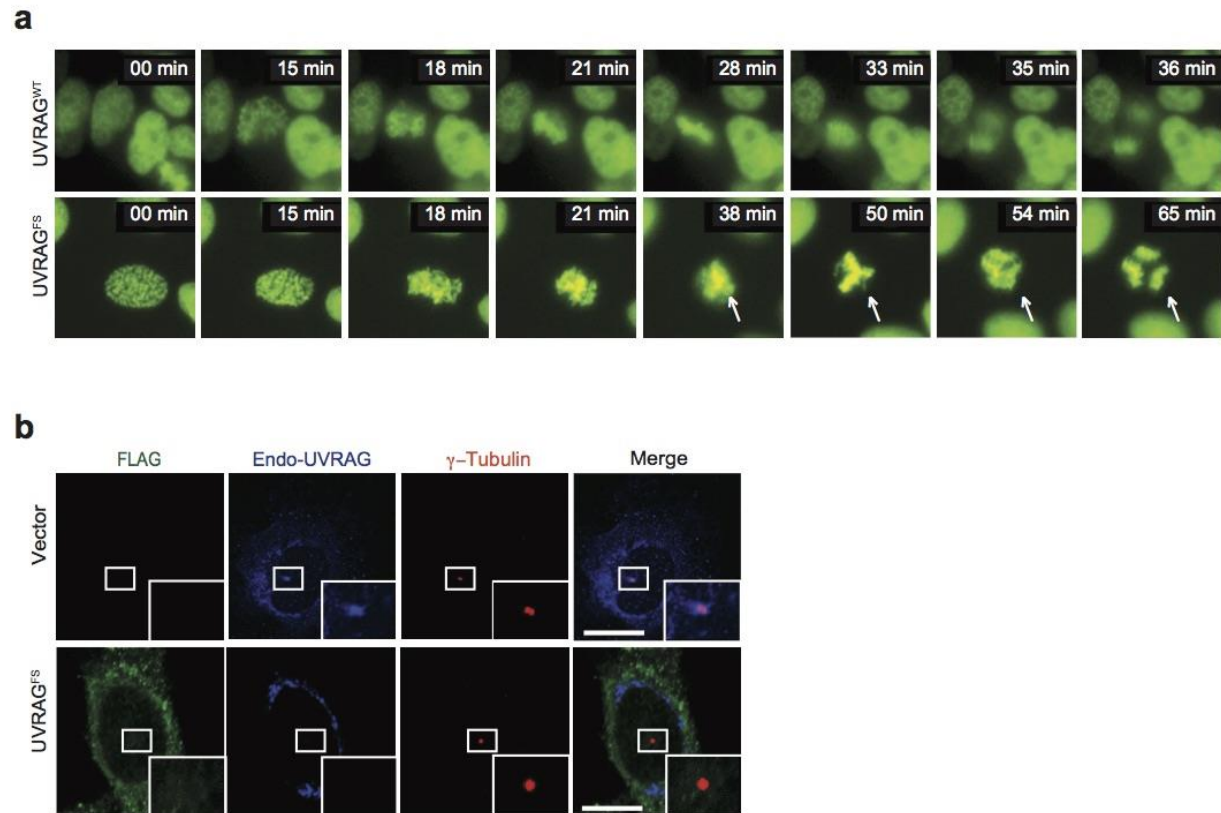 a
UVRAGWT
00 min 15 min 18 min 21 min 28 min 33 min 35 min 36 min
UVRAGFS
00 min 15 min 18 min 21 min 38 min 50 min 54 min 65 min
b
FLAG Endo-UVRAG γ–Tubulin Merge
Vector
UVRAGFS